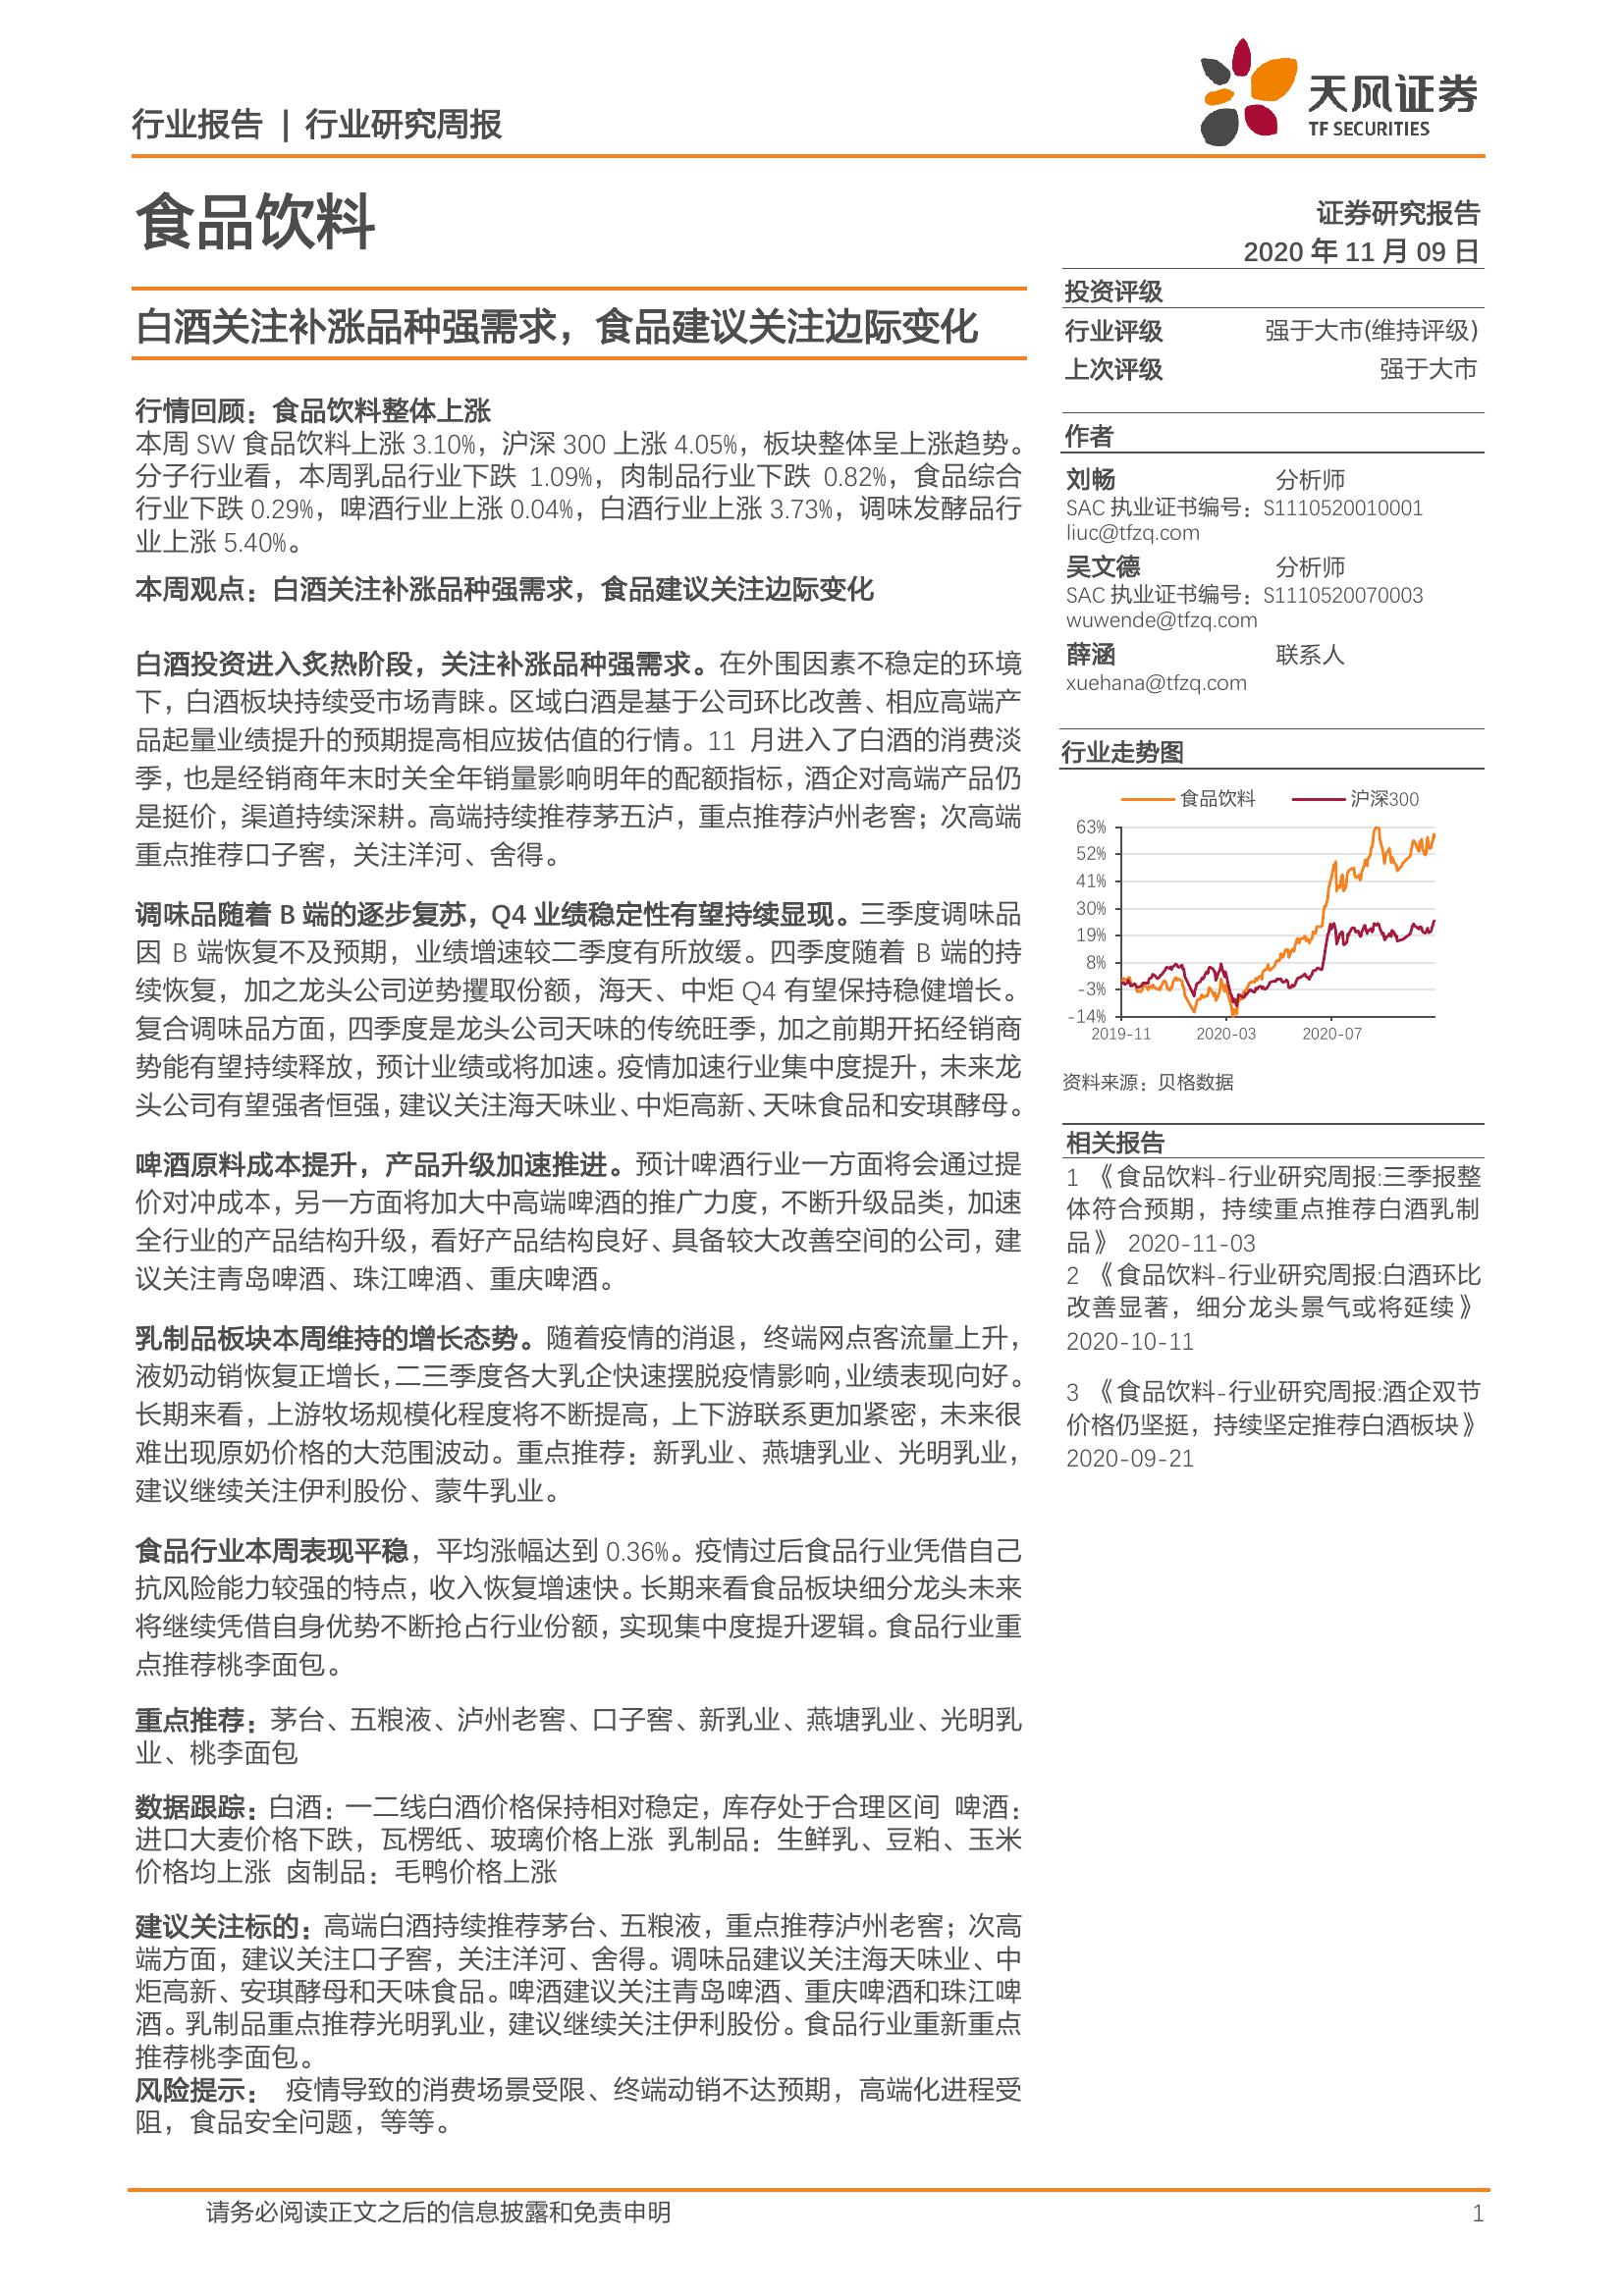 行业报告 | 行业研究周报
天风证券
TF SECURITIES
食品饮料
证券研究报告
2020 年 11 月 09 日
白酒关注补涨品种强需求，食品建议关注边际变化
行情回顾：食品饮料整体上涨
本周 SW 食品饮料上涨 3.10%，沪深 300 上涨 4.05%，板块整体呈上涨趋势。
分子行业看，本周乳品行业下跌 1.09%，肉制品行业下跌 0.82%，食品综合
行业下跌 0.29%，啤酒行业上涨 0.04%，白酒行业上涨 3.73%，调味发酵品行
业上涨 5.40%。
本周观点：白酒关注补涨品种强需求，食品建议关注边际变化
白酒投资进入炙热阶段，关注补涨品种强需求。在外围因素不稳定的环境
下，白酒板块持续受市场青睐。区域白酒是基于公司环比改善、相应高端产
品起量业绩提升的预期提高相应拔估值的行情。11 月进入了白酒的消费淡
季，也是经销商年末时关全年销量影响明年的配额指标，酒企对高端产品仍
是挺价，渠道持续深耕。高端持续推荐茅五泸，重点推荐泸州老窖；次高端
重点推荐口子窖，关注洋河、舍得。
调味品随着 B 端的逐步复苏，Q4 业绩稳定性有望持续显现。三季度调味品
因 B 端恢复不及预期，业绩增速较二季度有所放缓。四季度随着 B 端的持
续恢复，加之龙头公司逆势攫取份额，海天、中炬 Q4 有望保持稳健增长。
复合调味品方面，四季度是龙头公司天味的传统旺季，加之前期开拓经销商
势能有望持续释放，预计业绩或将加速。疫情加速行业集中度提升，未来龙
头公司有望强者恒强，建议关注海天味业、中炬高新、天味食品和安琪酵母。
啤酒原料成本提升，产品升级加速推进。预计啤酒行业一方面将会通过提
价对冲成本，另一方面将加大中高端啤酒的推广力度，不断升级品类，加速
全行业的产品结构升级，看好产品结构良好、具备较大改善空间的公司，建
议关注青岛啤酒、珠江啤酒、重庆啤酒。
乳制品板块本周维持的增长态势。随着疫情的消退，终端网点客流量上升，
液奶动销恢复正增长，二三季度各大乳企快速摆脱疫情影响，业绩表现向好。
长期来看，上游牧场规模化程度将不断提高，上下游联系更加紧密，未来很
难出现原奶价格的大范围波动。重点推荐：新乳业、燕塘乳业、光明乳业，
建议继续关注伊利股份、蒙牛乳业。
食品行业本周表现平稳，平均涨幅达到 0.36%。疫情过后食品行业凭借自己
抗风险能力较强的特点，收入恢复增速快。长期来看食品板块细分龙头未来
将继续凭借自身优势不断抢占行业份额，实现集中度提升逻辑。食品行业重
点推荐桃李面包。
重点推荐：茅台、五粮液、泸州老窖、口子窖、新乳业、燕塘乳业、光明乳
业、桃李面包
数据跟踪：白酒：一二线白酒价格保持相对稳定，库存处于合理区间 啤酒：
进口大麦价格下跌，瓦楞纸、玻璃价格上涨 乳制品：生鲜乳、豆粕、玉米
价格均上涨 卤制品：毛鸭价格上涨
建议关注标的：高端白酒持续推荐茅台、五粮液，重点推荐泸州老窖；次高
端方面，建议关注口子窖，关注洋河、舍得。调味品建议关注海天味业、中
炬高新、安琪酵母和天味食品。啤酒建议关注青岛啤酒、重庆啤酒和珠江啤
酒。乳制品重点推荐光明乳业，建议继续关注伊利股份。食品行业重新重点
推荐桃李面包。
风险提示： 疫情导致的消费场景受限、终端动销不达预期，高端化进程受
阻，食品安全问题，等等。
投资评级
行业评级 强于大市(维持评级)
上次评级 强于大市
作者
刘畅 分析师
SAC 执业证书编号：S1110520010001
liuc@tfzq.com
吴文德 分析师
SAC 执业证书编号：S1110520070003
wuwende@tfzq.com
薛涵 联系人
xuehana@tfzq.com
行业走势图
食品饮料 沪深300
63%
52%
41%
30%
19%
8%
-3%
-14%
2019-11 2020-03 2020-07
资料来源：贝格数据
相关报告
1 《食品饮料-行业研究周报:三季报整
体符合预期，持续重点推荐白酒乳制
品》 2020-11-03
2 《食品饮料-行业研究周报:白酒环比
改善显著，细分龙头景气或将延续》
2020-10-11
3 《食品饮料-行业研究周报:酒企双节
价格仍坚挺，持续坚定推荐白酒板块》
2020-09-21
请务必阅读正文之后的信息披露和免责申明 1